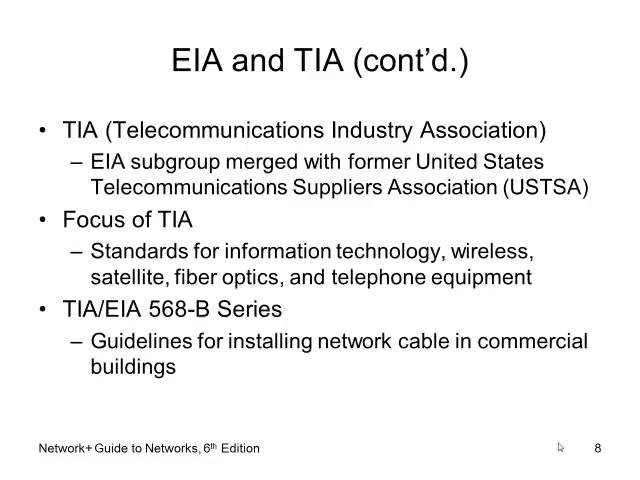 EIA and TIA (cont’d.)
• TIA (Telecommunications Industry Association)
– EIA subgroup merged with former United States
Telecommunications Suppliers Association (USTSA)
• Focus of TIA
– Standards for information technology, wireless,
satellite, fiber optics, and telephone equipment
• TIA/EIA 568-B Series
– Guidelines for installing network cable in commercial
buildings
Network+ Guide to Networks, 6th Edition 8